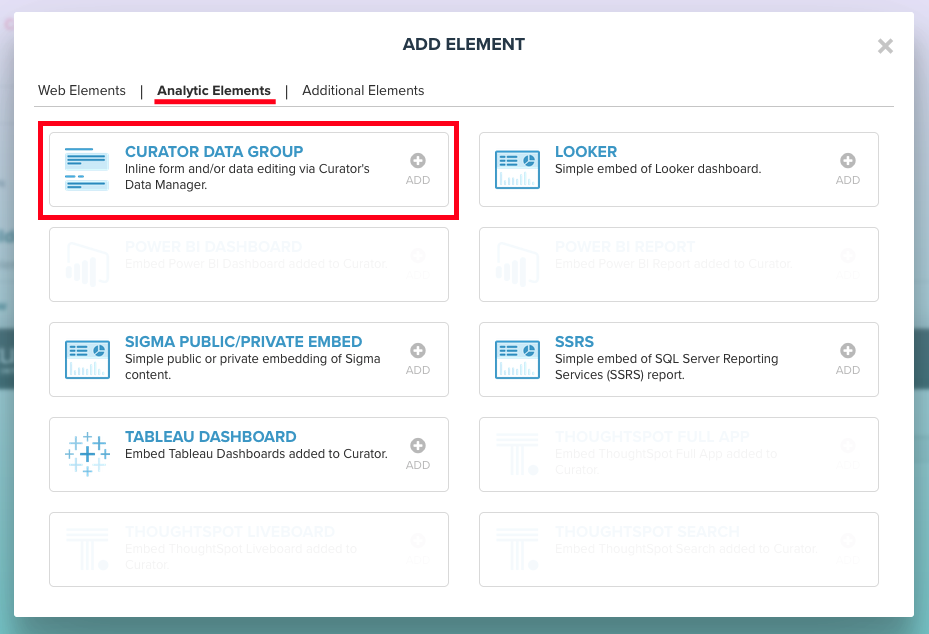 ADD ELEMENT
Web Elements | Analytic Elements | Additional Elements
CURATOR DATA GROUP
Inline form and/or data editing via Curator's
Data Manager.
ADD
LOOKER
Simple embed of Looker dashboard.
ADD
POWER BI DASHBOARD
Embed Power BI Dashboard added to Curator.
POWER BI REPORT
Embed Power BI Report added to Curator.
SIGMA PUBLIC/PRIVATE EMBED
Simple public or private embedding of Sigma
content.
ADD
SSRS
Simple embed of SQL Server Reporting
Services (SSRS) report.
ADD
TABLEAU DASHBOARD
Embed Tableau Dashboards added to Curator.
ADD
THOUGHTSPOT FULL APP
Embed ThoughtSpot Full App added to
Curator.
THOUGHTSPOT LIVEBOARD
Embed ThoughtSpot Liveboard added to
Curator.
THOUGHTSPOT SEARCH
Embed ThoughtSpot Search added to Curator.